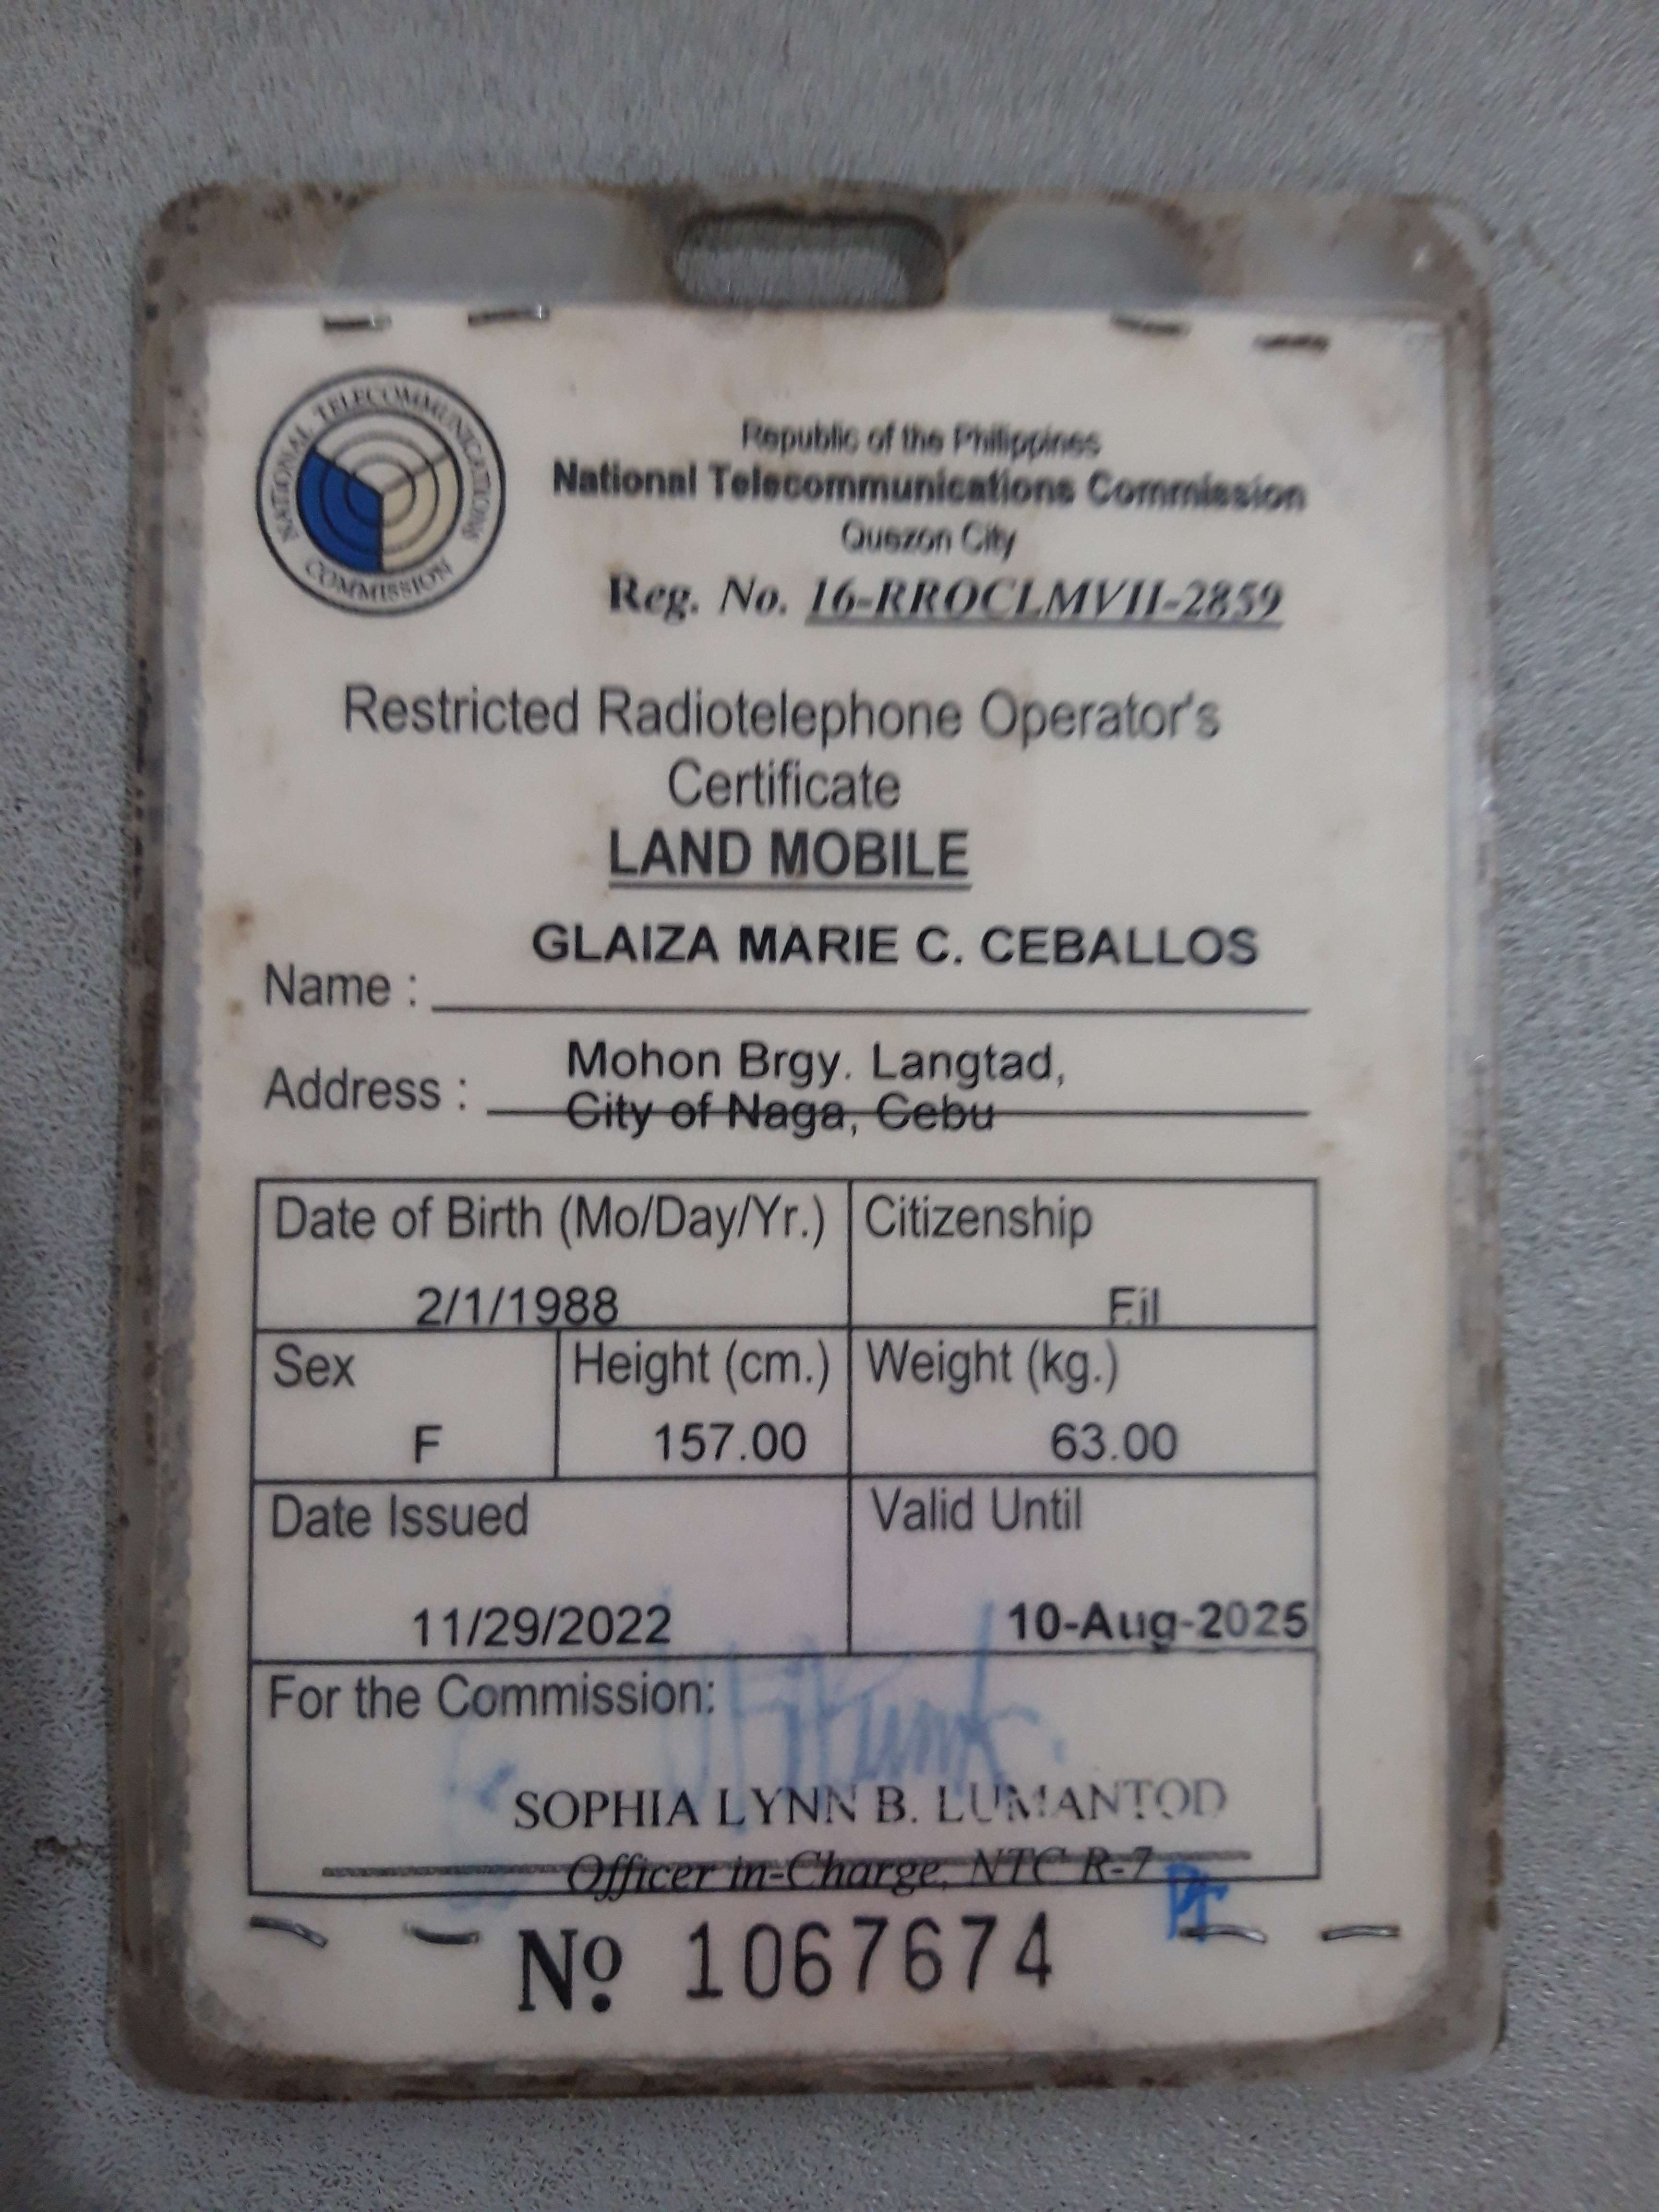 NATIONAL TELECOMMUNICATIONS COMMISSION
Republic of the Philippines
National Telecommunications Commission
Quezon City
Reg. No. 16-RROCLMVII-2859
Restricted Radiotelephone Operator's
Certificate
LAND MOBILE
GLAIZA MARIE C. CEBALLOS
Name :
Mohon Brgy. Langtad,
Address :
City of Naga, Cebu
Date of Birth (Mo/Day/Yr.) Citizenship
2/1/1988 Fil
Sex Height (cm.) Weight (kg.)
F 157.00 63.00
Date Issued Valid Until
11/29/2022 10-Aug-2025
For the Commission:
SOPHIA LYNN B. LUMANTOD
Officer in-Charge, NTC R-7
№ 1067674